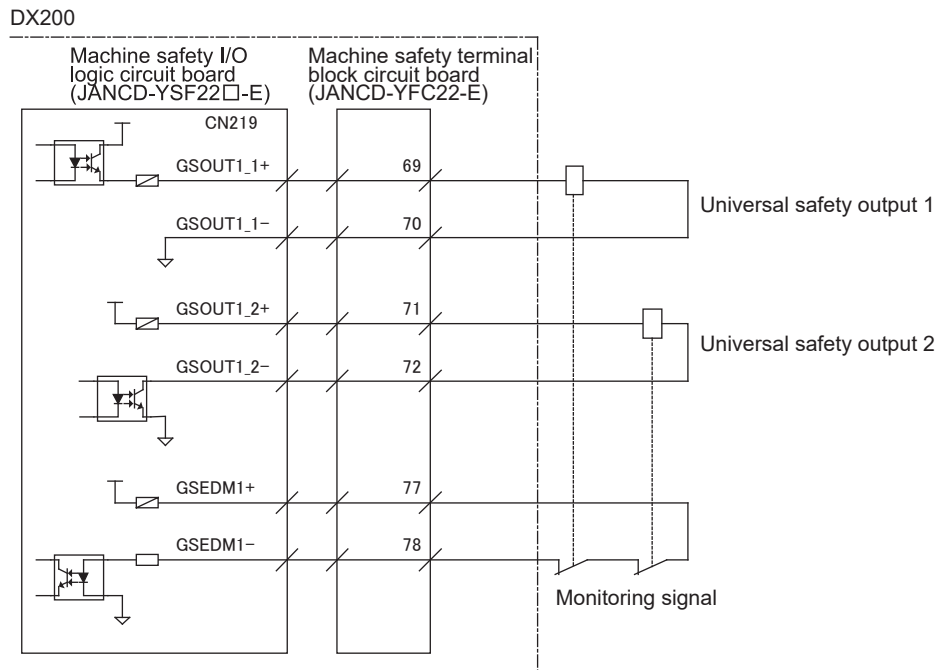 DX200
Machine safety I/O
logic circuit board
(JANCD-YSF22□-E)
Machine safety terminal
block circuit board
(JANCD-YFC22-E)
CN219
GSOUT1_1+
69
GSOUT1_1−
70
Universal safety output 1
GSOUT1_2+
71
GSOUT1_2−
72
Universal safety output 2
GSEDM1+
77
GSEDM1−
78
Monitoring signal